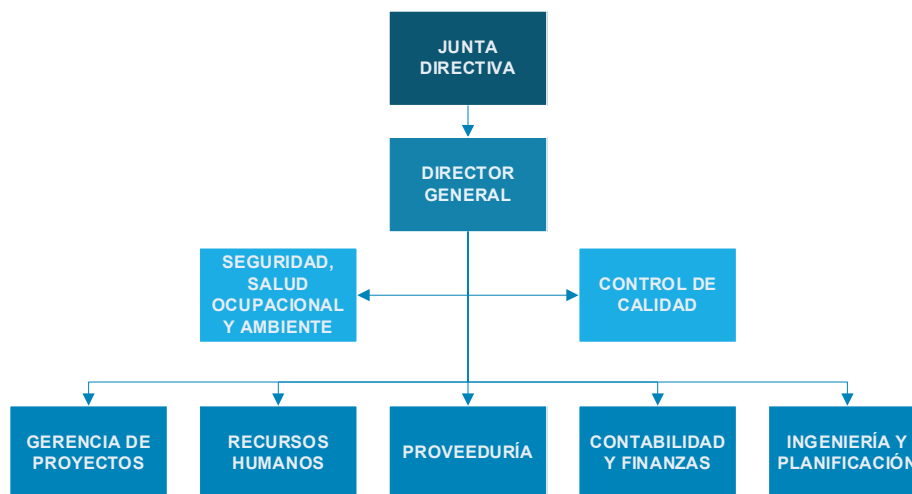 JUNTA
DIRECTIVA
DIRECTOR
GENERAL
SEGURIDAD,
SALUD
OCUPACIONAL
Y AMBIENTE
CONTROL DE
CALIDAD
GERENCIA DE
PROYECTOS
RECURSOS
HUMANOS
PROVEEDURÍA
CONTABILIDAD
Y FINANZAS
INGENIERÍA Y
PLANIFICACIÓN